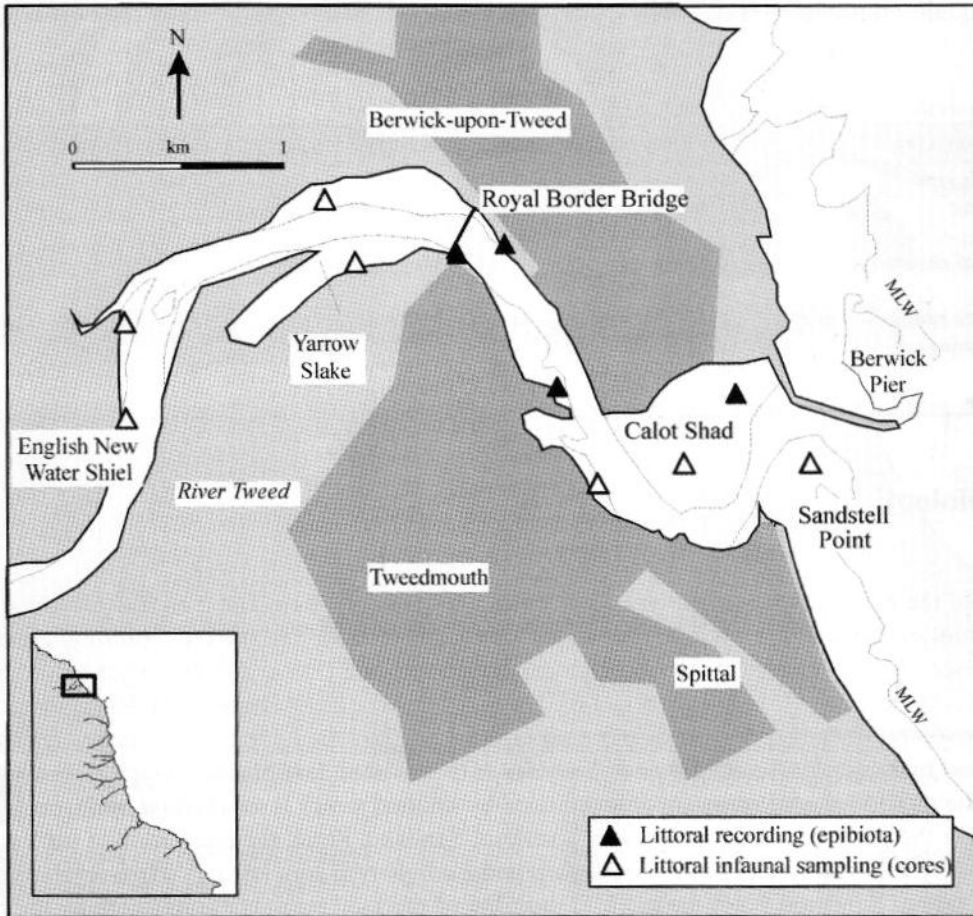 N
0 km 1
Berwick-upon-Tweed
Royal Border Bridge
MLW
Yarrow
Slake
Berwick
Pier
English New
Water Shiel
Calot Shad
River Tweed
Sandstell
Point
Tweedmouth
Spittal
MLW
Littoral recording (epibiota)
Littoral infaunal sampling (cores)